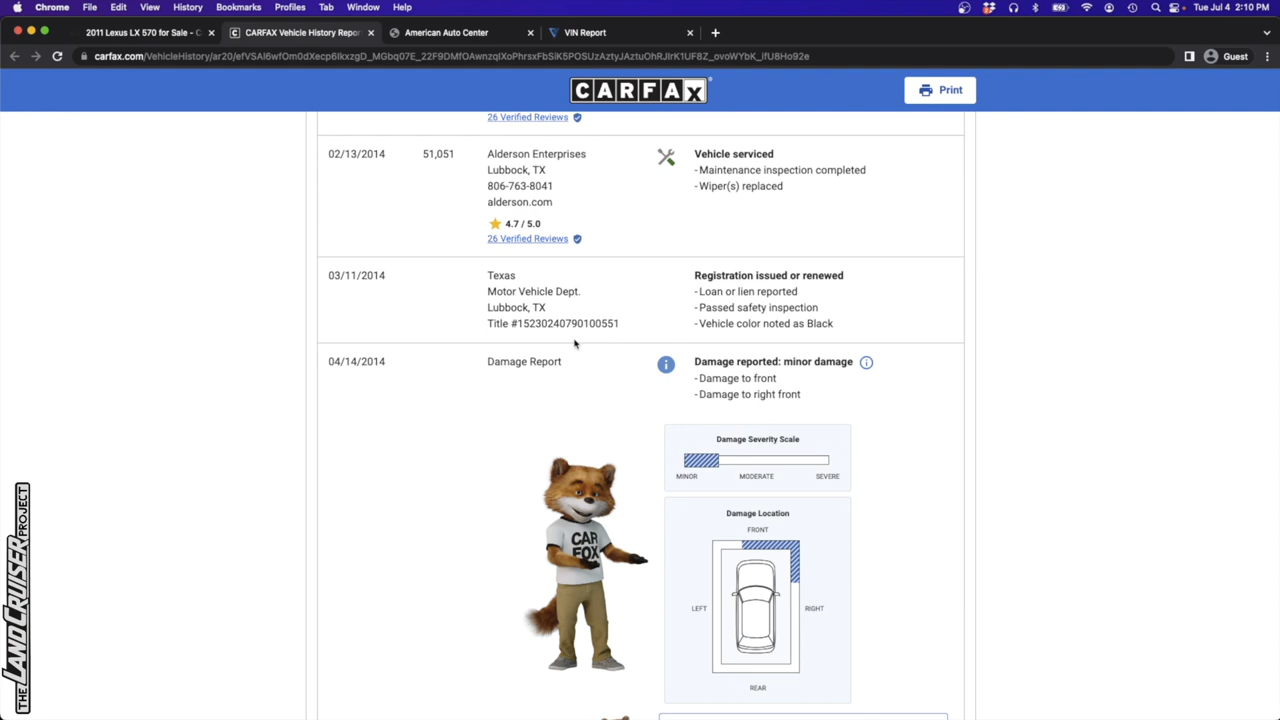 Chrome File Edit View History Bookmarks Profiles Tab Window Help Tue Jul 4 2:10 PM
2011 Lexus LX 570 for Sale - C CARFAX Vehicle History Repor American Auto Center VIN Report
Guest
CARFAX
Print
26 Verified Reviews
02/13/2014 51,051 Alderson Enterprises Vehicle serviced
Lubbock, TX - Maintenance inspection completed
806-763-8041 - Wiper(s) replaced
alderson.com
4.7 / 5.0
26 Verified Reviews
03/11/2014 Texas Registration issued or renewed
Motor Vehicle Dept. - Loan or lien reported
Lubbock, TX - Passed safety inspection
Title #15230240790100551 - Vehicle color noted as Black
04/14/2014 Damage Report Damage reported: minor damage
- Damage to front
- Damage to right front
Damage Severity Scale
MINOR MODERATE SEVERE
Damage Location
FRONT
LEFT RIGHT
REAR
CAR
FOX
THE LAND CRUISER PROJECT